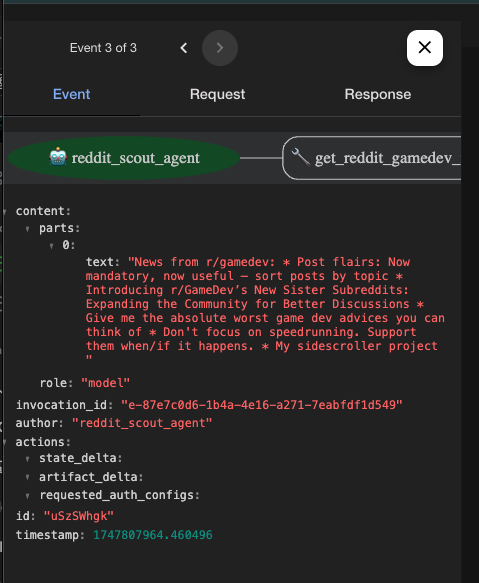 Event 3 of 3
Event Request Response
reddit_scout_agent get_reddit_gamedev_
content:
parts:
0:
text: "News from r/gamedev: * Post flairs: Now
mandatory, now useful — sort posts by topic *
Introducing r/GameDev’s New Sister Subreddits:
Expanding the Community for Better Discussions *
Give me the absolute worst game dev advices you can
think of * Don't focus on speedrunning. Support
them when/if it happens. * My sidescroller project
"
role: "model"
invocation_id: "e-87e7c0d6-1b4a-4e16-a271-7eabfdf1d549"
author: "reddit_scout_agent"
actions:
state_delta:
artifact_delta:
requested_auth_configs:
id: "uSzSWhgk"
timestamp: 1747807964.460496